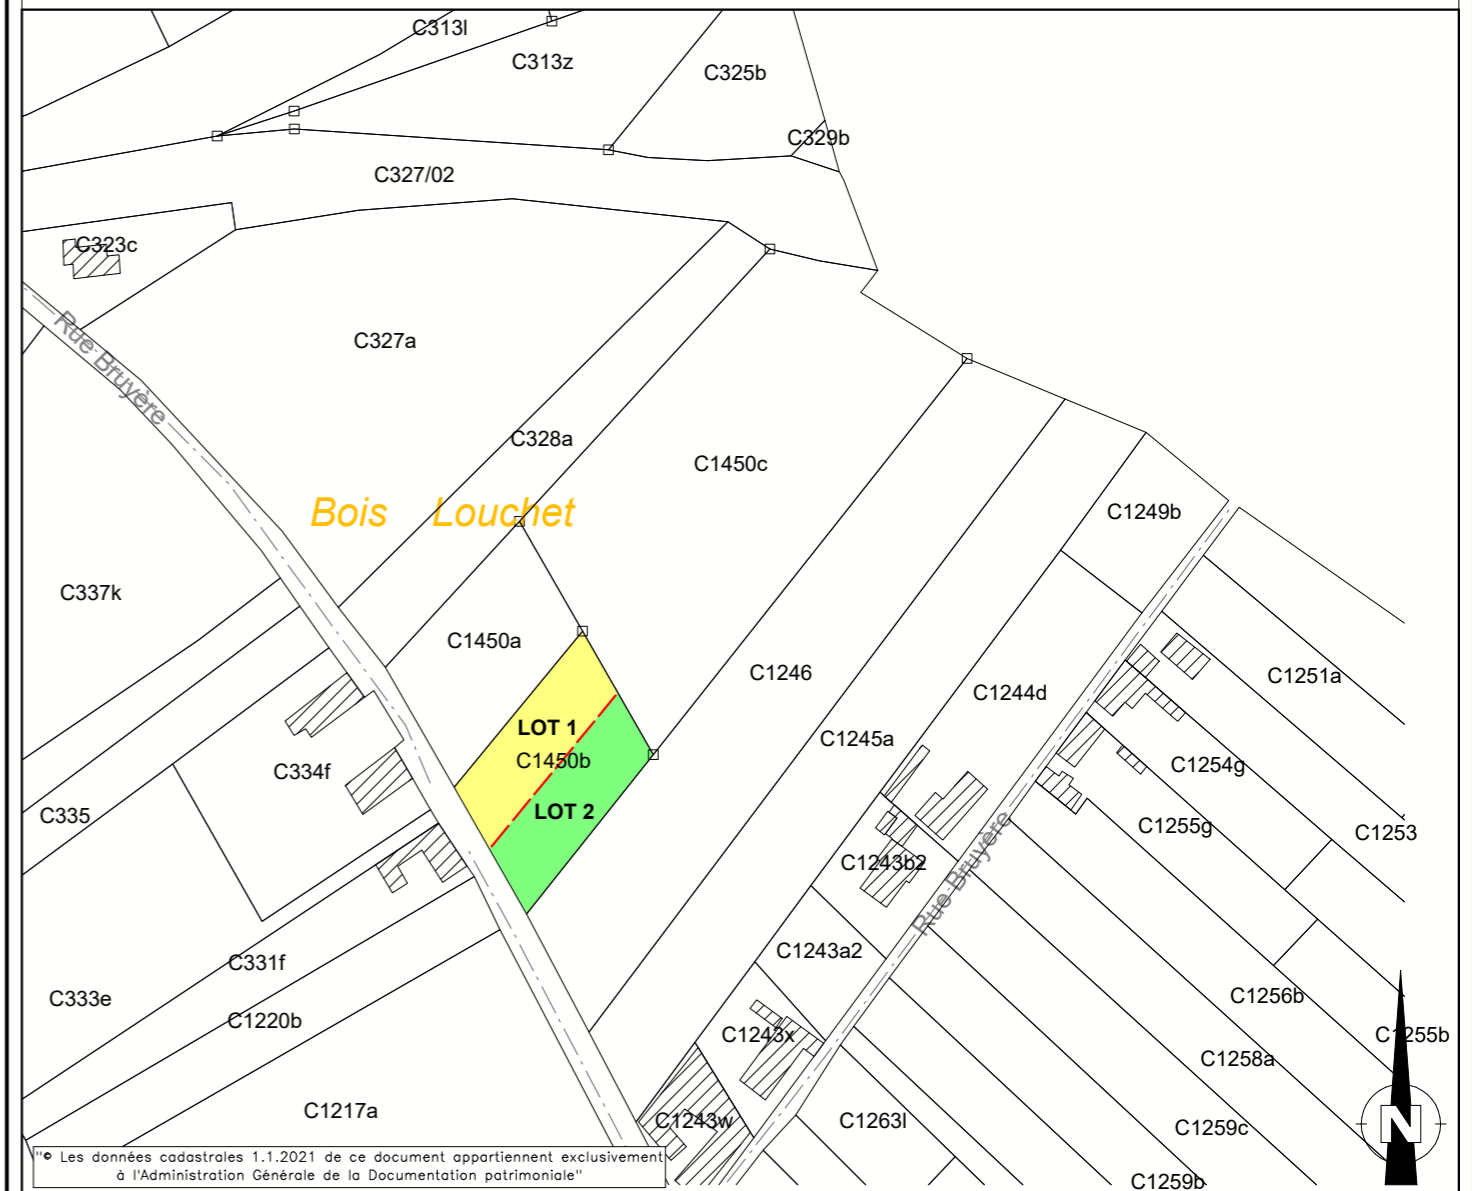 C313l
C313z
C325b
C329b
C327/02
C323c
Rue Bruyère
C327a
C328a
C1450c
Bois Louchet
C1249b
C337k
C1450a
C1246
C1251a
C1244d
LOT 1
C1450b
LOT 2
C1245a
C334f
C1254g
C335
C1255g
C1253
C1243b2
Rue Bruyère
C1243a2
C331f
C333e
C1220b
C1256b
C1243x
C1255b
C1258a
C1217a
C1243w
C1263l
C1259c
N
C1259b
"© Les données cadastrales 1.1.2021 de ce document appartiennent exclusivement
à l'Administration Générale de la Documentation patrimoniale"